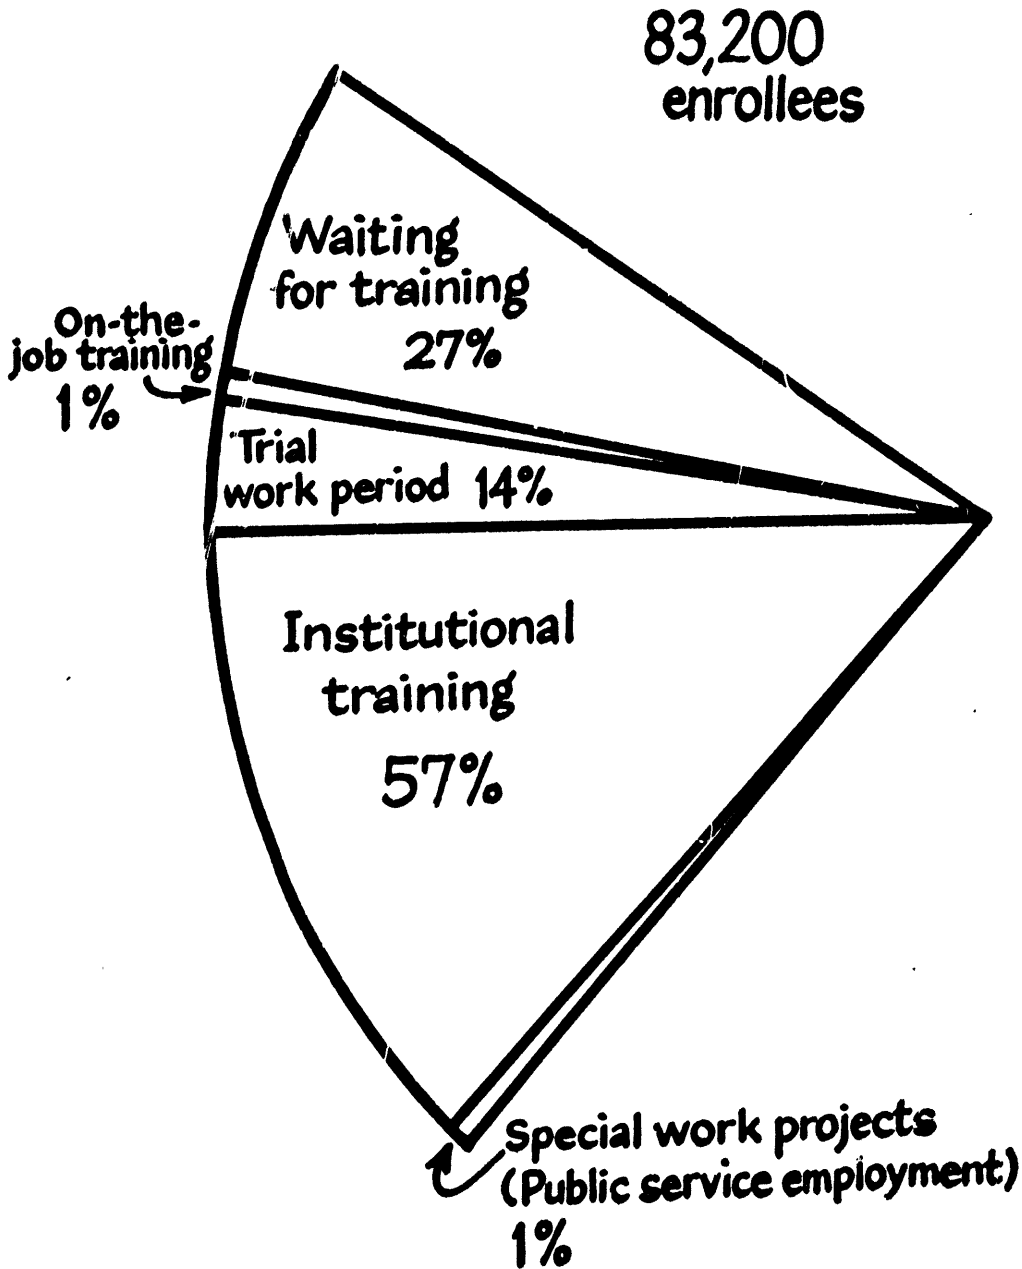 83,200
enrollees
Waiting
for training
27%
On-the-
job training
1%
Trial
work period 14%
Institutional
training
57%
Special work projects
(Public service employment)
1%